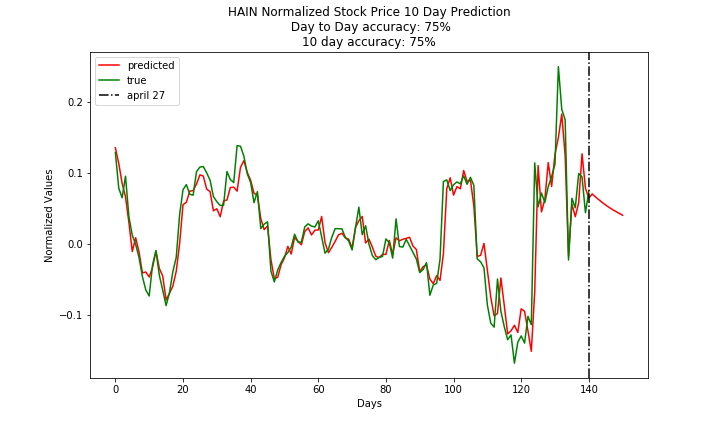 HAIN Normalized Stock Price 10 Day Prediction
Day to Day accuracy: 75%
10 day accuracy: 75%
predicted
true
april 27
0.2
0.1
0.0
−0.1
Normalized Values
0 20 40 60 80 100 120 140
Days